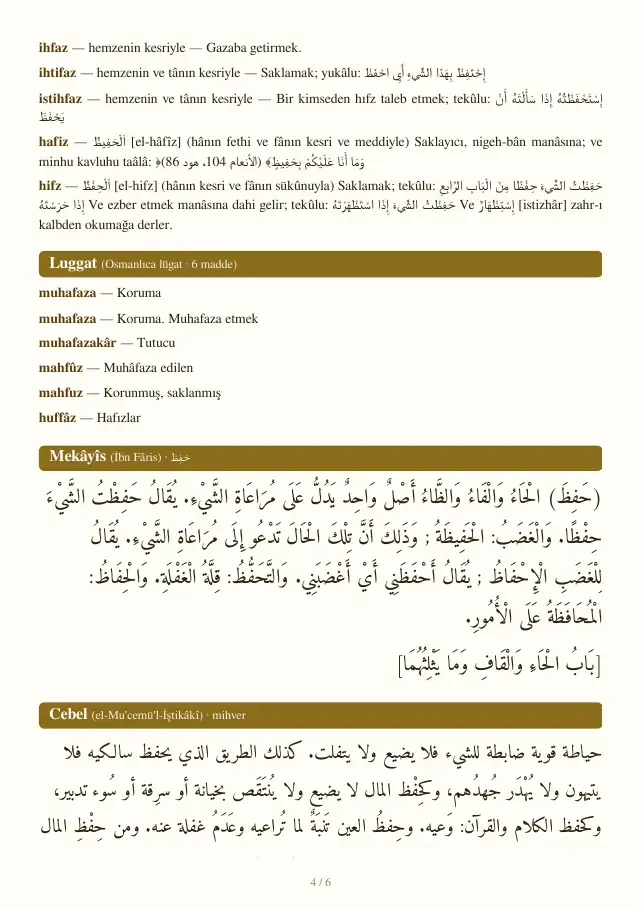 ihfaz — hemzenin kesriyle — Gazaba getirmek.
ihtifaz — hemzenin ve tânın kesriyle — Saklamak; yukâlu: إِحْتَفِظْ بِهَذَا الشَّيْءِ أَيِ احْفَظْ
istihfaz — hemzenin ve tânın kesriyle — Bir kimseden hıfz taleb etmek; tekûlu: إِسْتَحْفَظْتُهُ إِذَا سَأَلْتَهُ أَنْ
يَحْفَظَ
hafiz — اَلْحَفِيظُ [el-hâfîz] (hânın fethi ve fânın kesri ve meddiyle) Saklayıcı, nigeh-bân manâsına; ve
minhu kavluhu taâlâ: ﴿وَمَا أَنَا عَلَيْكُمْ بِحَفِيظٍ﴾ (الأنعام 104، هود 86)
hifz — اَلْحِفْظُ [el-hifz] (hânın kesri ve fânın sükûnuyla) Saklamak; tekûlu: حَفِظْتُ الشَّيْءَ حِفْظًا مِنَ الْبَابِ الرَّابِعِ
إِذَا حَرَسْتَهُ Ve ezber etmek manâsına dahi gelir; tekûlu: حَفِظْتُ الشَّيْءَ إِذَا اسْتَظْهَرْتَهُ Ve إِسْتِظْهَارٌ [istizhâr] zahr-ı
kalbden okumağa derler.
Luggat (Osmanlıca lügat · 6 madde)
muhafaza — Koruma
muhafaza — Koruma. Muhafaza etmek
muhafazakâr — Tutucu
mahfûz — Muhâfaza edilen
mahfuz — Korunmuş, saklanmış
huffâz — Hafızlar
Mekâyîs (İbn Fâris) · حَفِظَ
(حَفِظَ) الْحَاءُ وَالْفَاءُ وَالظَّاءُ أَصْلٌ وَاحِدٌ يَدُلُّ عَلَى مُرَاعَاةِ الشَّيْءِ. يُقَالُ حَفِظْتُ الشَّيْءَ
حِفْظًا. وَالْغَضَبُ: الْحَفِيظَةُ ; وَذَلِكَ أَنَّ تِلْكَ الْحَالَ تَدْعُو إِلَى مُرَاعَاةِ الشَّيْءِ. يُقَالُ
لِلْغَضَبِ الْإِحْفَاظُ ; يُقَالُ أَحْفَظَنِي أَيْ أَغْضَبَنِي. وَالتَّحَفُّظُ: قِلَّةُ الْغَفْلَةِ. وَالْحِفَاظُ:
الْمُحَافَظَةُ عَلَى الْأُمُورِ.
[بَابُ الْحَاءِ وَالْقَافِ وَمَا يَثْلِثُهُمَا]
Cebel (el-Mu'cemü'l-İştikâkî) · mihver
حياطة قوية ضابطة للشيء فلا يضيع ولا يتفلت. كذلك الطريق الذي يحفظ سالكيه فلا
يتيهون ولا يُهْدَر جُهدُهم، وكحِفْظ المال لا يضيع ولا يُنتَقَص بخيانة أو سرِقة أو سُوء تدبير،
وكحفظ الكلام والقرآن: وَعيه. وحِفظُ العين تَنبَةٌ لما تُراعيه وعَدَمُ غفلة عنه. ومن حِفْظِ المال
4 / 6